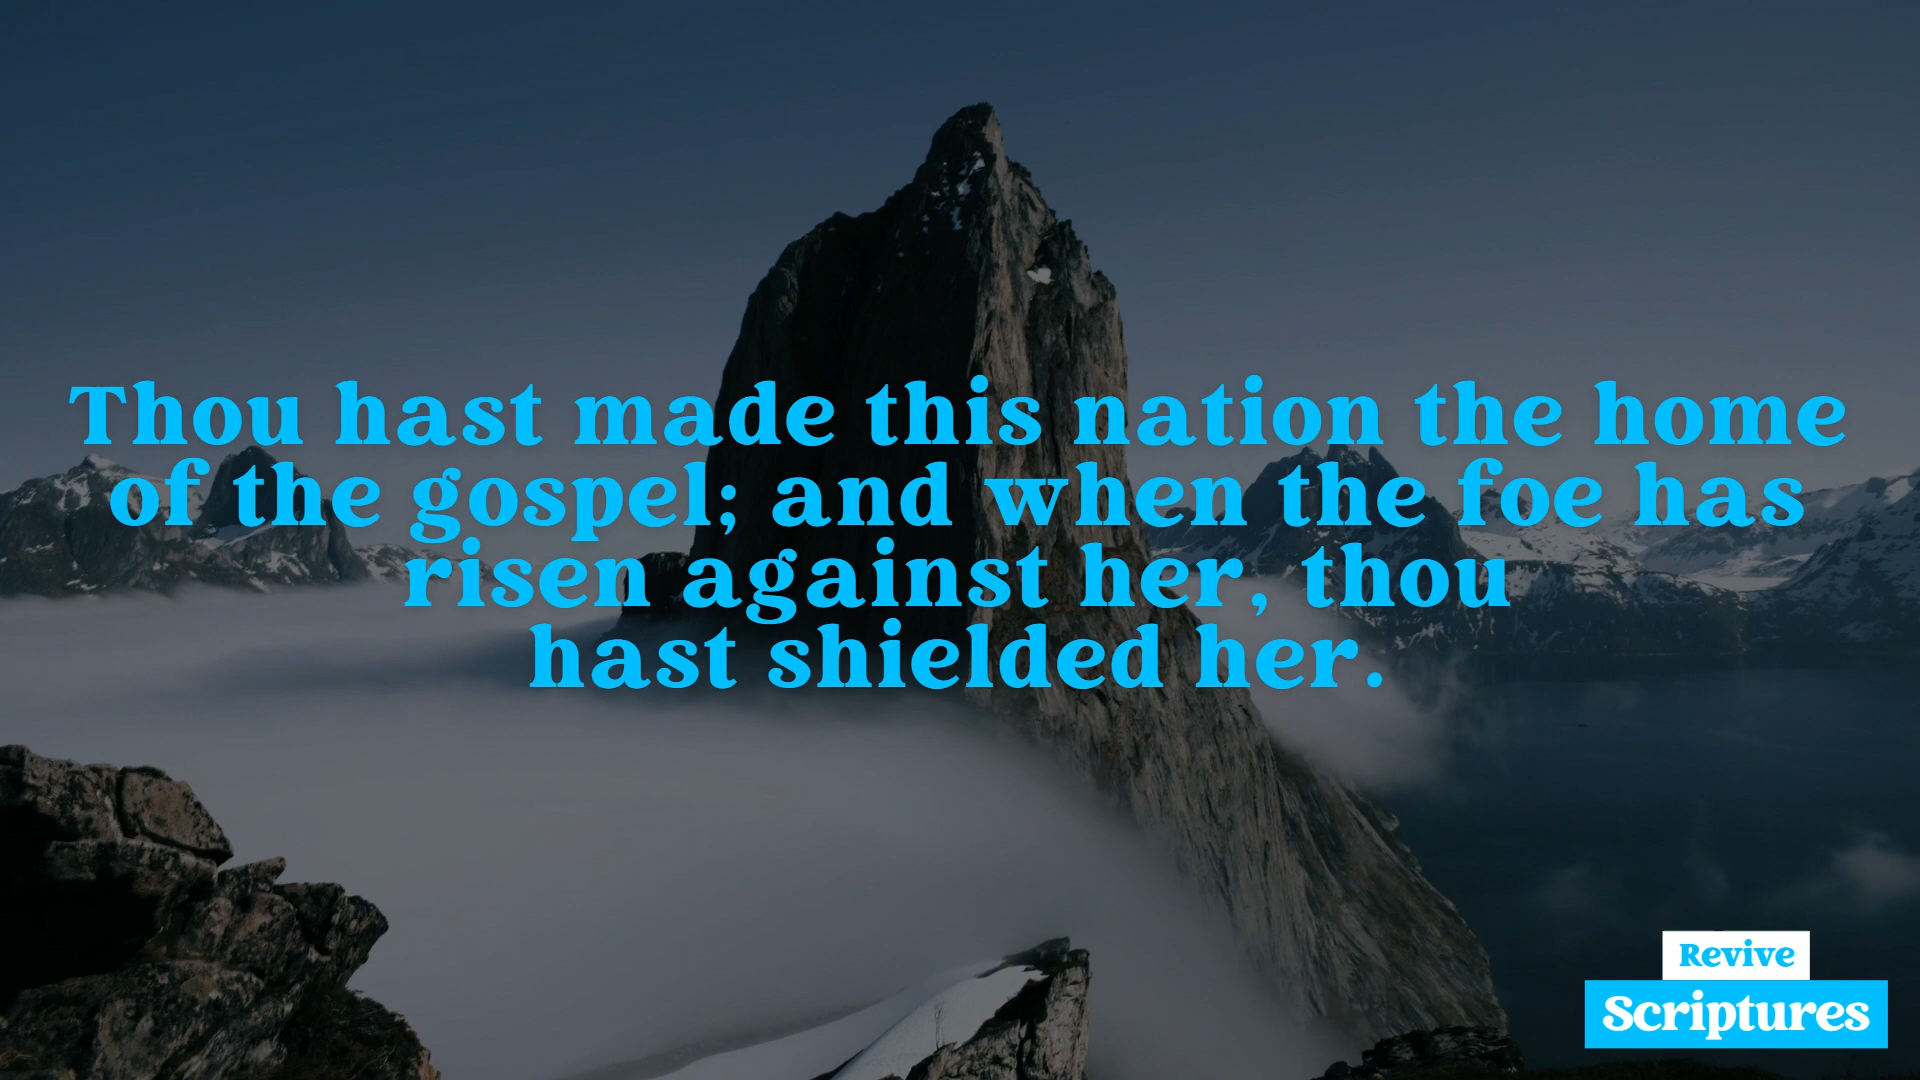 Thou hast made this nation the home
of the gospel; and when the foe has
risen against her, thou
hast shielded her.
Revive
Scriptures